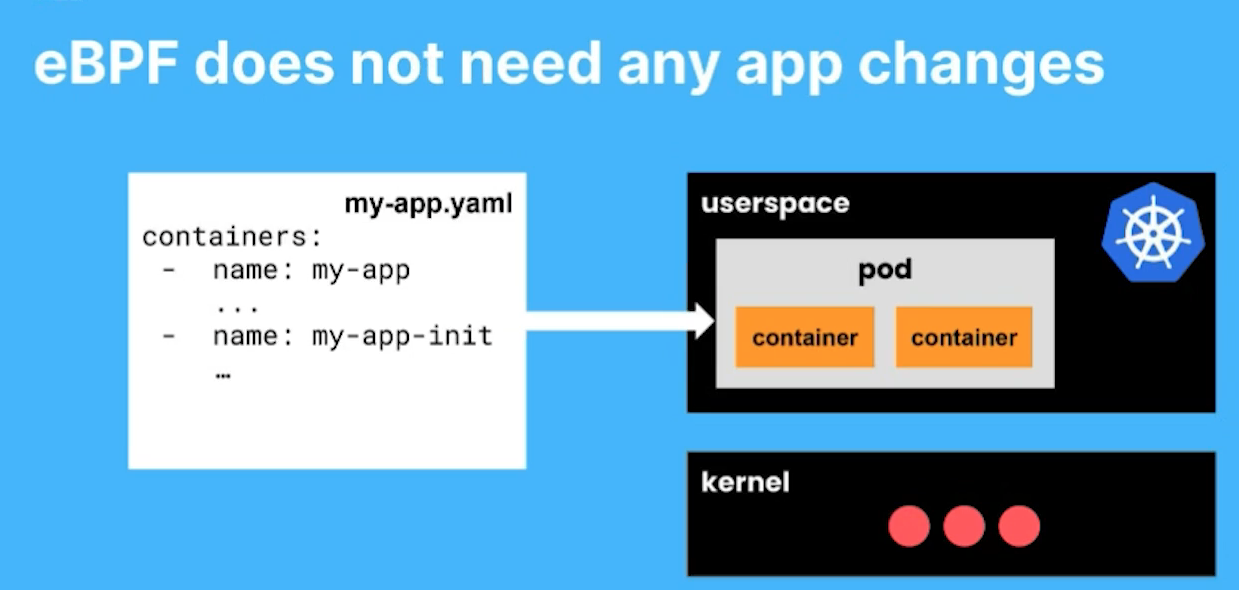 eBPF does not need any app changes
my-app.yaml
containers:
- name: my-app
...
- name: my-app-init
…
userspace
pod
container container
kernel